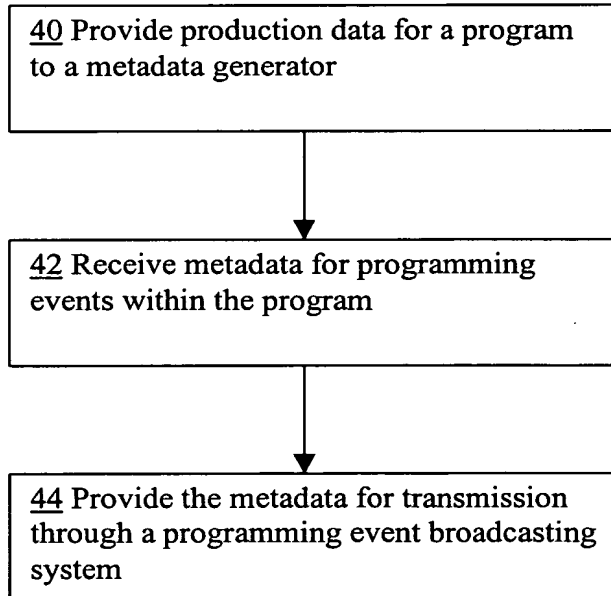 40 Provide production data for a program
to a metadata generator
42 Receive metadata for programming
events within the program
44 Provide the metadata for transmission
through a programming event broadcasting
system